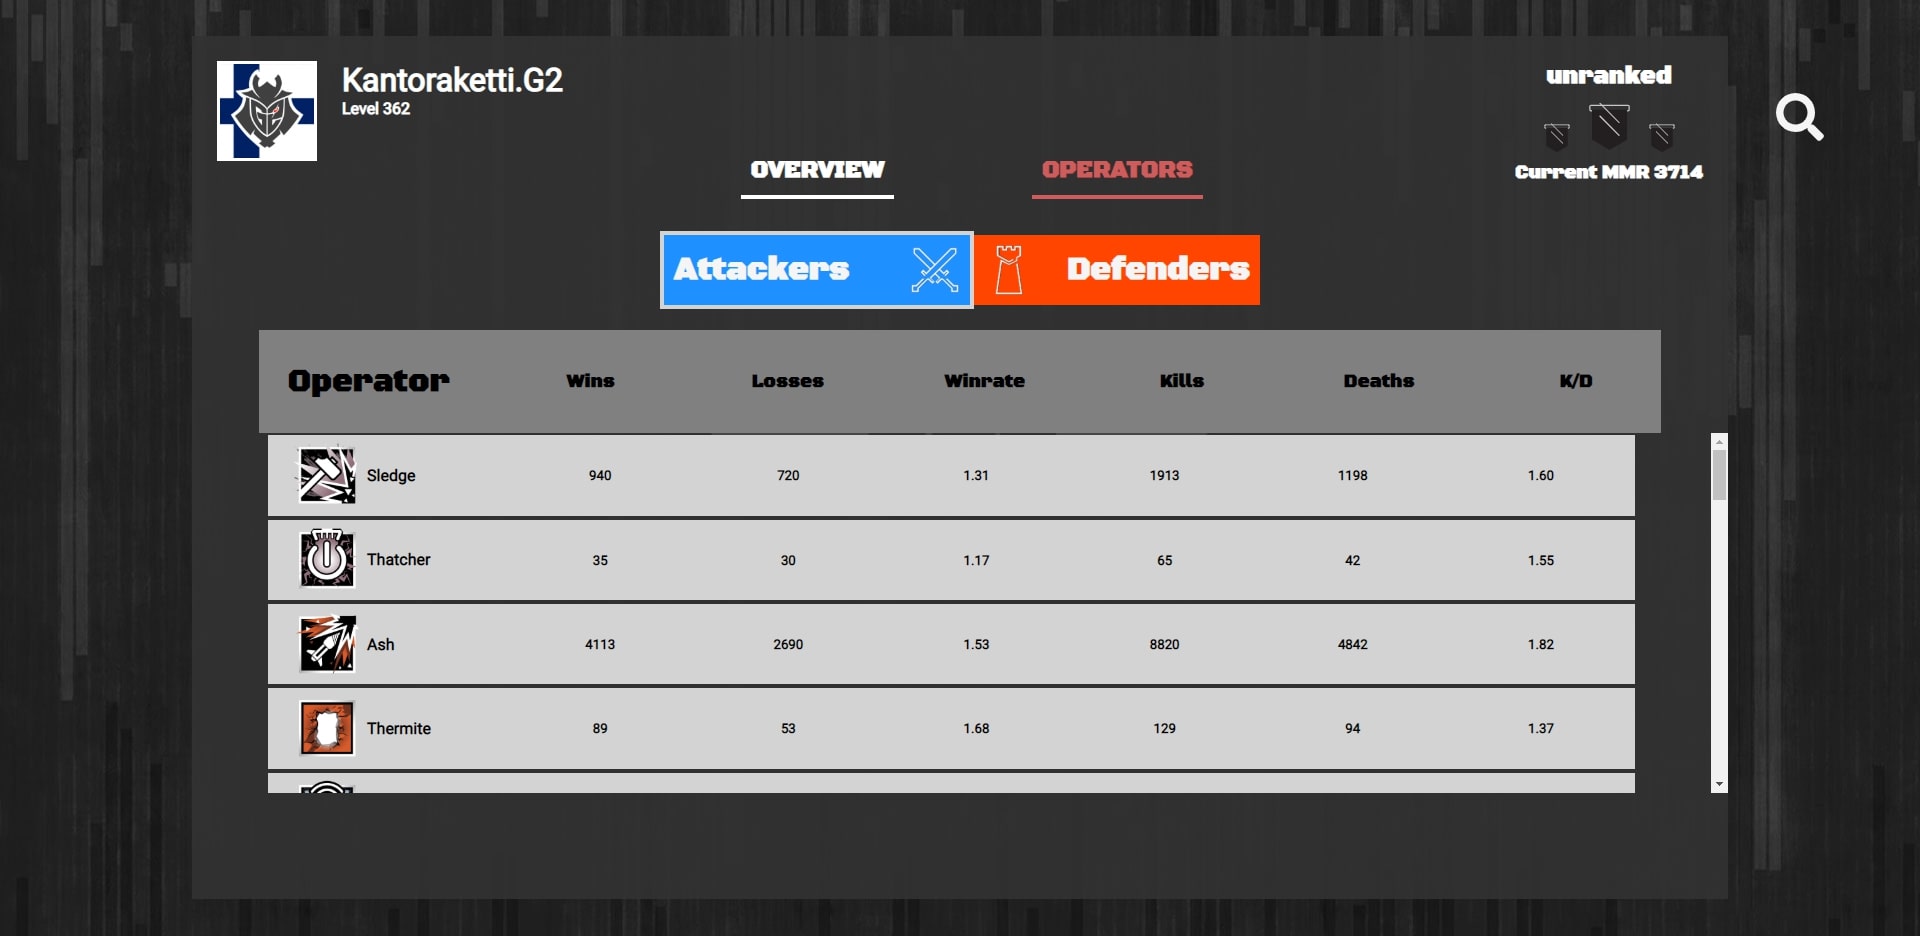 Kantoraketti.G2
Level 362
unranked
Current MMR 3714
OVERVIEW OPERATORS
Attackers Defenders
Operator Wins Losses Winrate Kills Deaths K/D
Sledge 940 720 1.31 1913 1198 1.60
Thatcher 35 30 1.17 65 42 1.55
Ash 4113 2690 1.53 8820 4842 1.82
Thermite 89 53 1.68 129 94 1.37